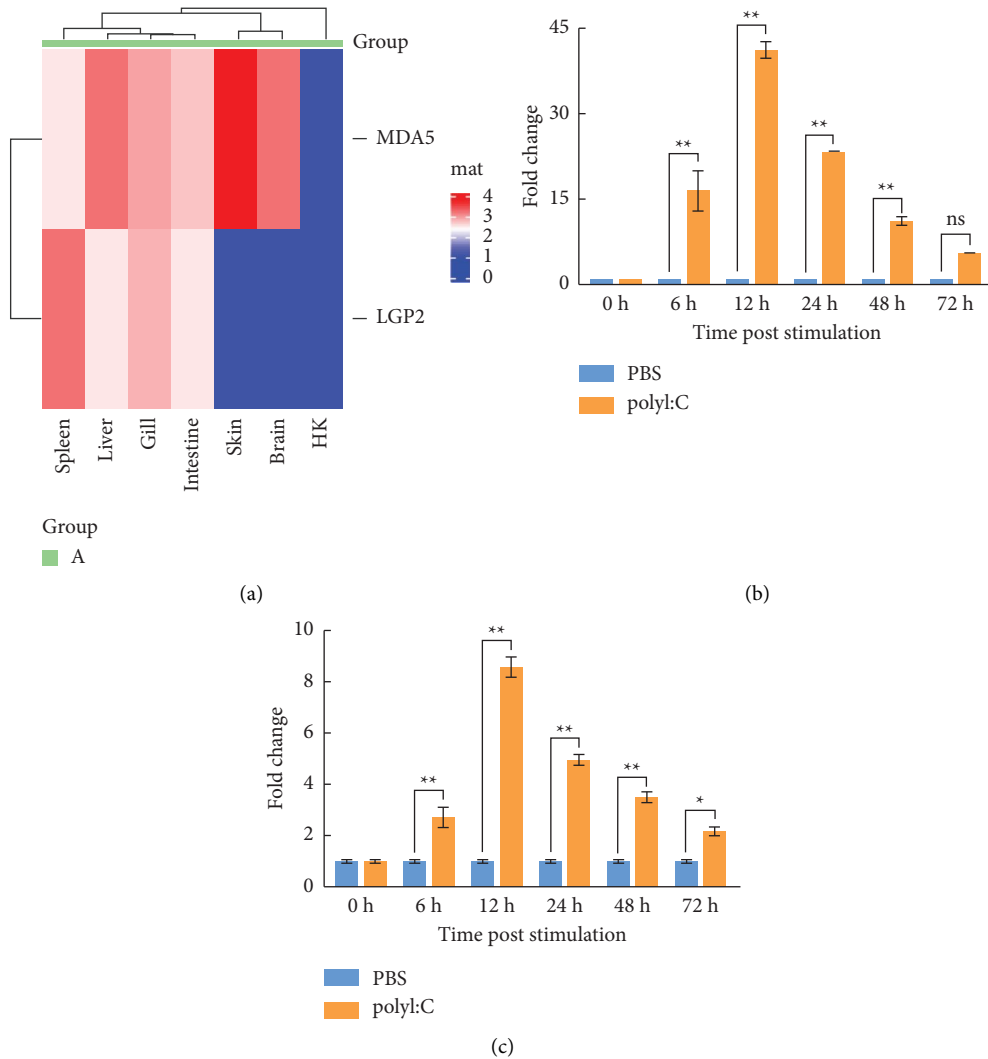 Group
MDA5
LGP2
mat
4
3
2
1
0
Spleen
Liver
Gill
Intestine
Skin
Brain
HK
Group
A
(a)
45
30
15
0
Fold change
**
**
**
**
ns
0 h 6 h 12 h 24 h 48 h 72 h
Time post stimulation
PBS
polyl:C
(b)
10
8
6
4
2
0
Fold change
**
**
**
**
*
0 h 6 h 12 h 24 h 48 h 72 h
Time post stimulation
PBS
polyl:C
(c)